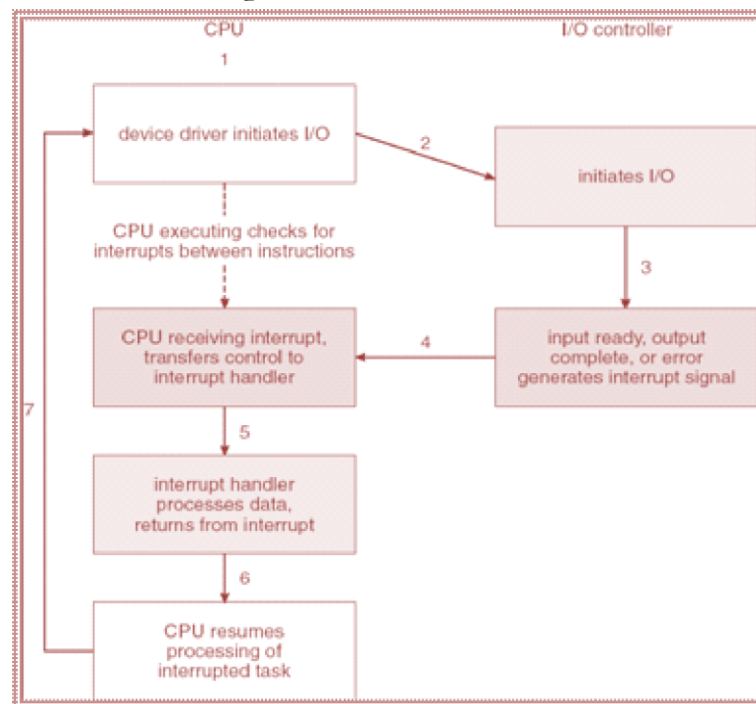 CPU
I/O controller
1
device driver initiates I/O
2
initiates I/O
CPU executing checks for
interrupts between instructions
3
CPU receiving interrupt,
transfers control to
interrupt handler
4
input ready, output
complete, or error
generates interrupt signal
7
5
interrupt handler
processes data,
returns from interrupt
6
CPU resumes
processing of
interrupted task